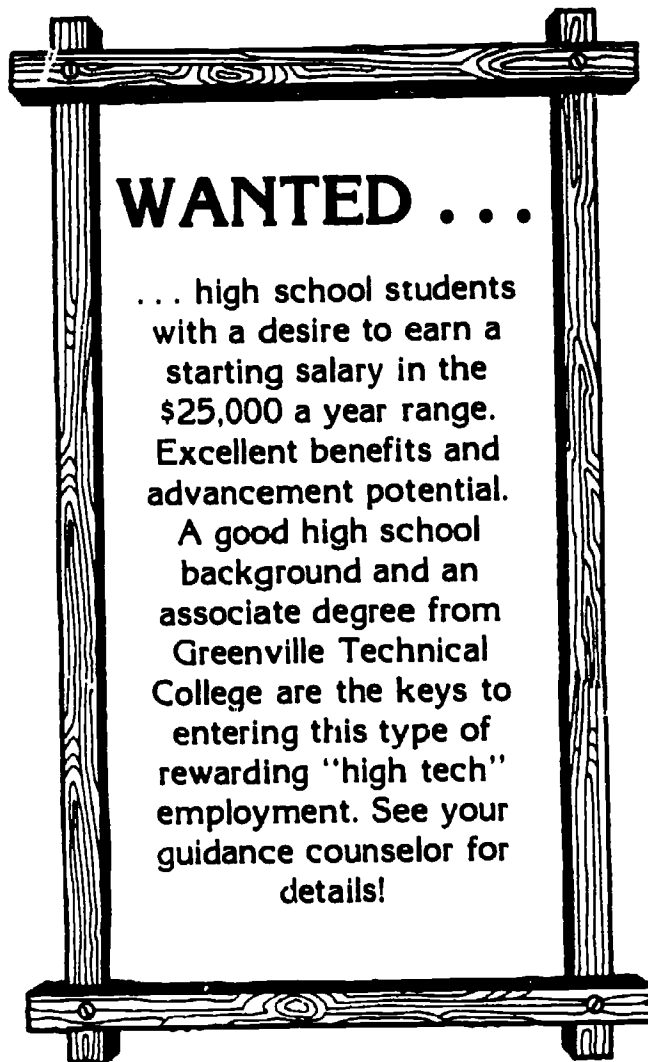 WANTED . . .
. . . high school students
with a desire to earn a
starting salary in the
$25,000 a year range.
Excellent benefits and
advancement potential.
A good high school
background and an
associate degree from
Greenville Technical
College are the keys to
entering this type of
rewarding "high tech"
employment. See your
guidance counselor for
details!